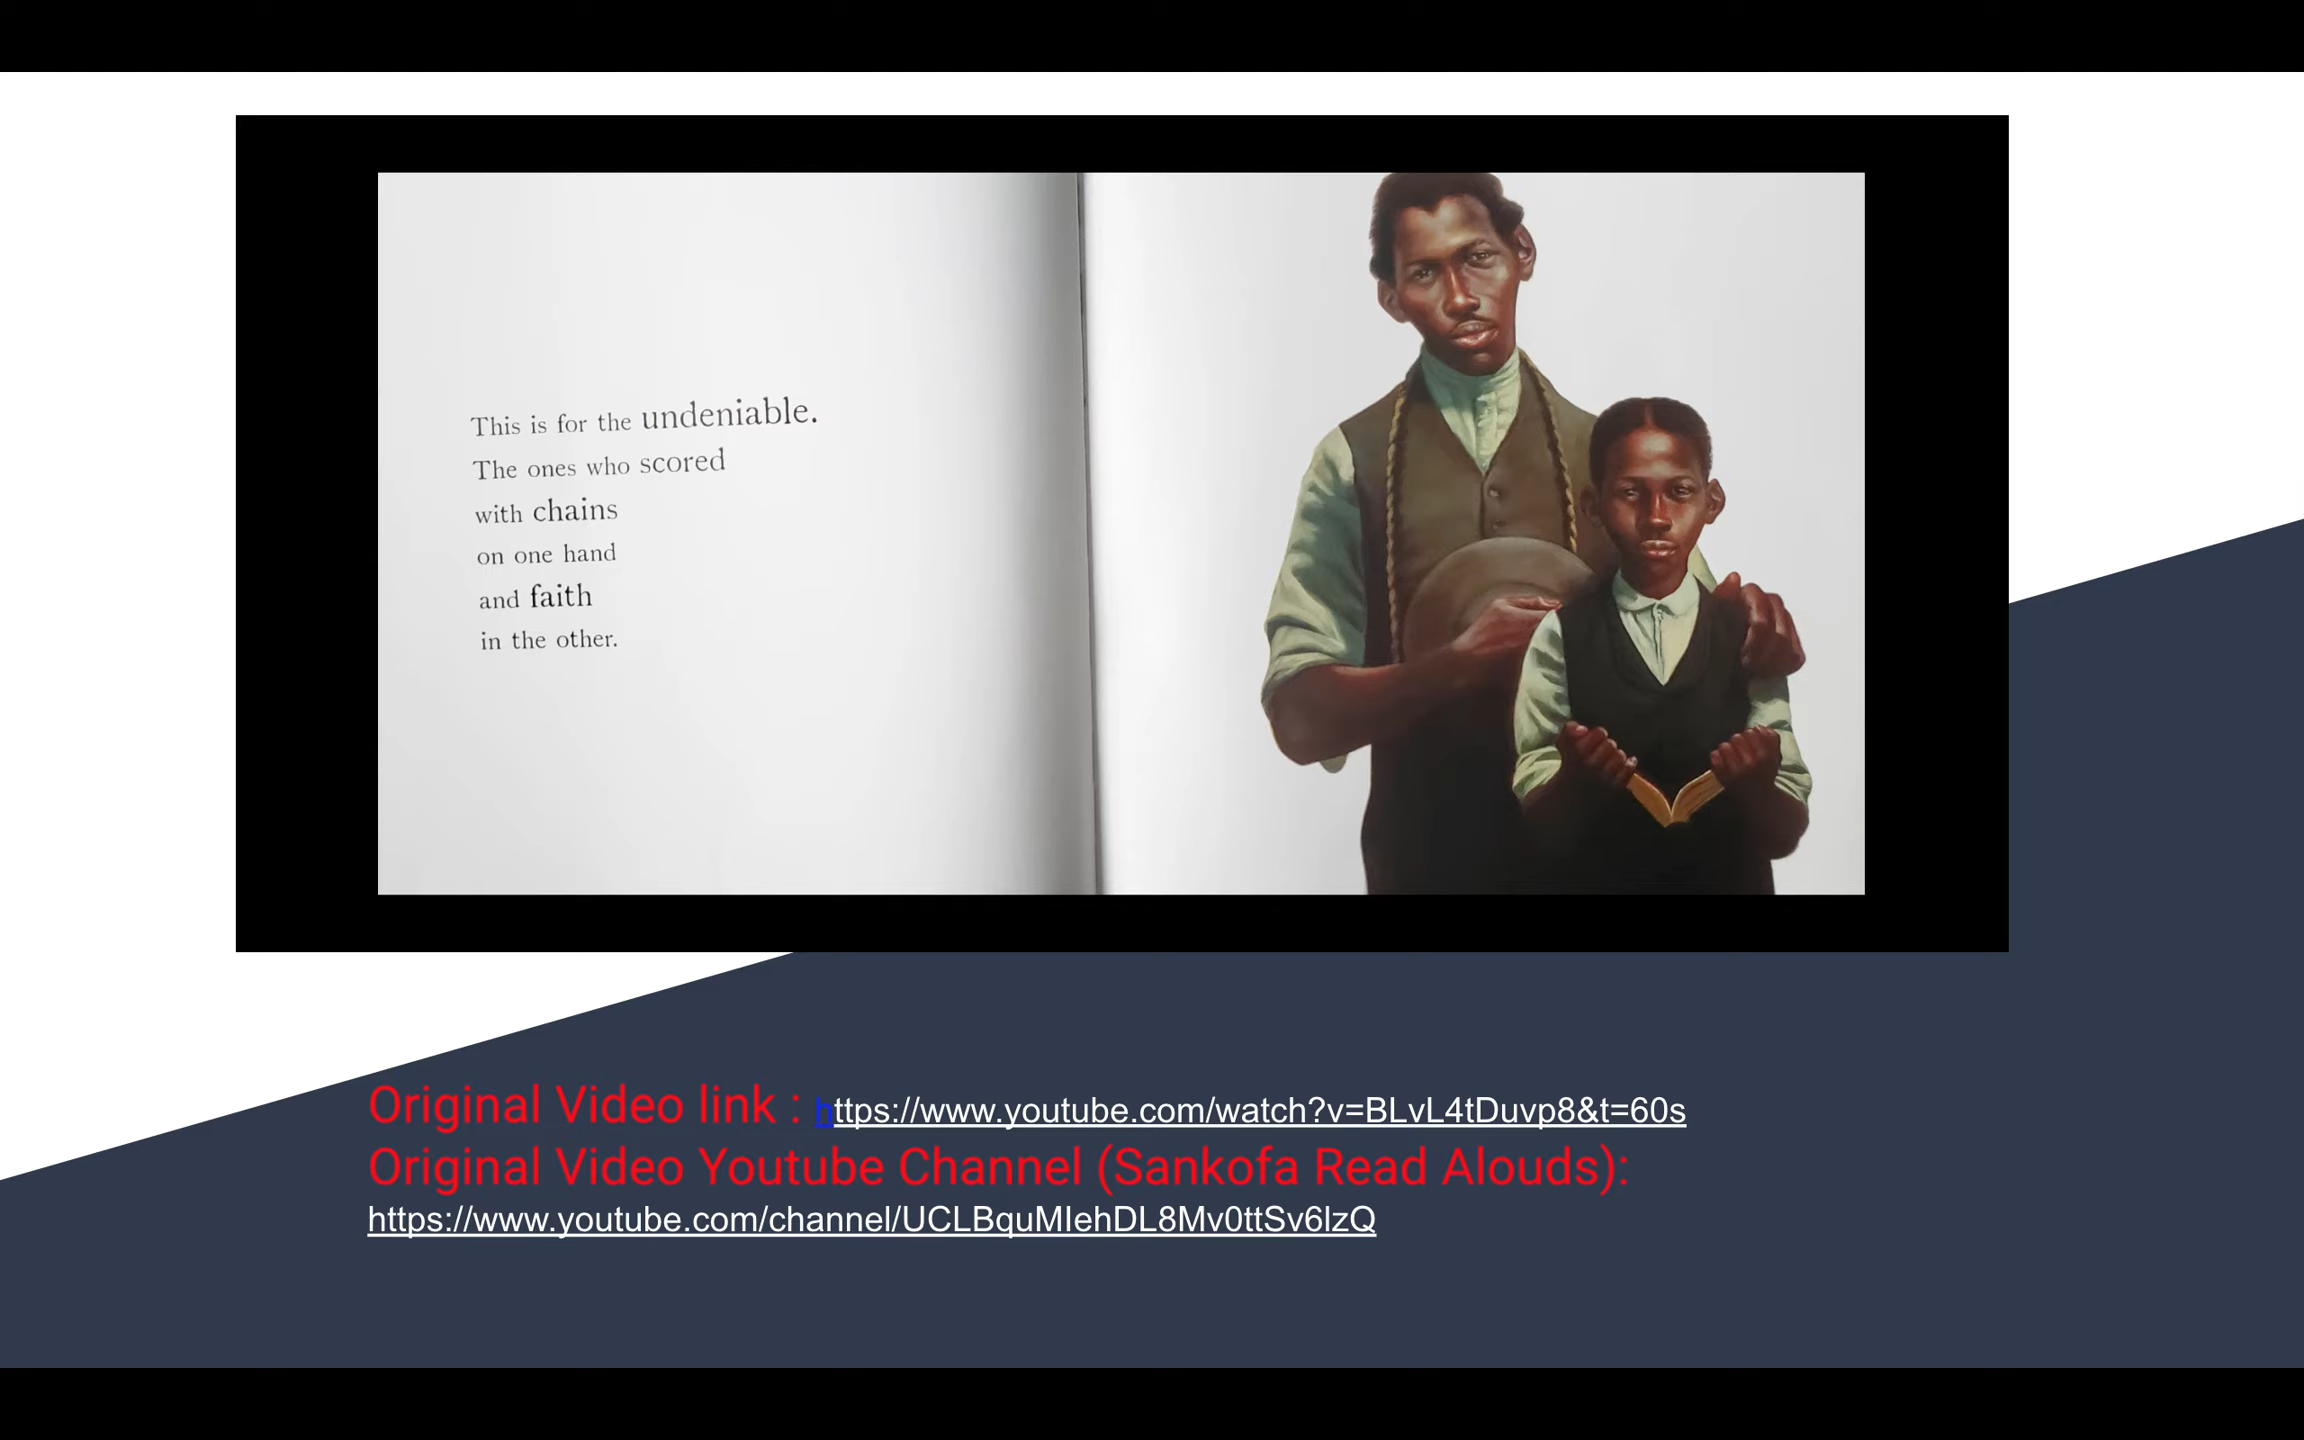 This is for the undeniable.
The ones who scored
with chains
on one hand
and faith
in the other.
Original Video link : https://www.youtube.com/watch?v=BLvL4tDuvp8&t=60s
Original Video Youtube Channel (Sankofa Read Alouds):
https://www.youtube.com/channel/UCLBquMIehDL8Mv0ttSv6lzQ